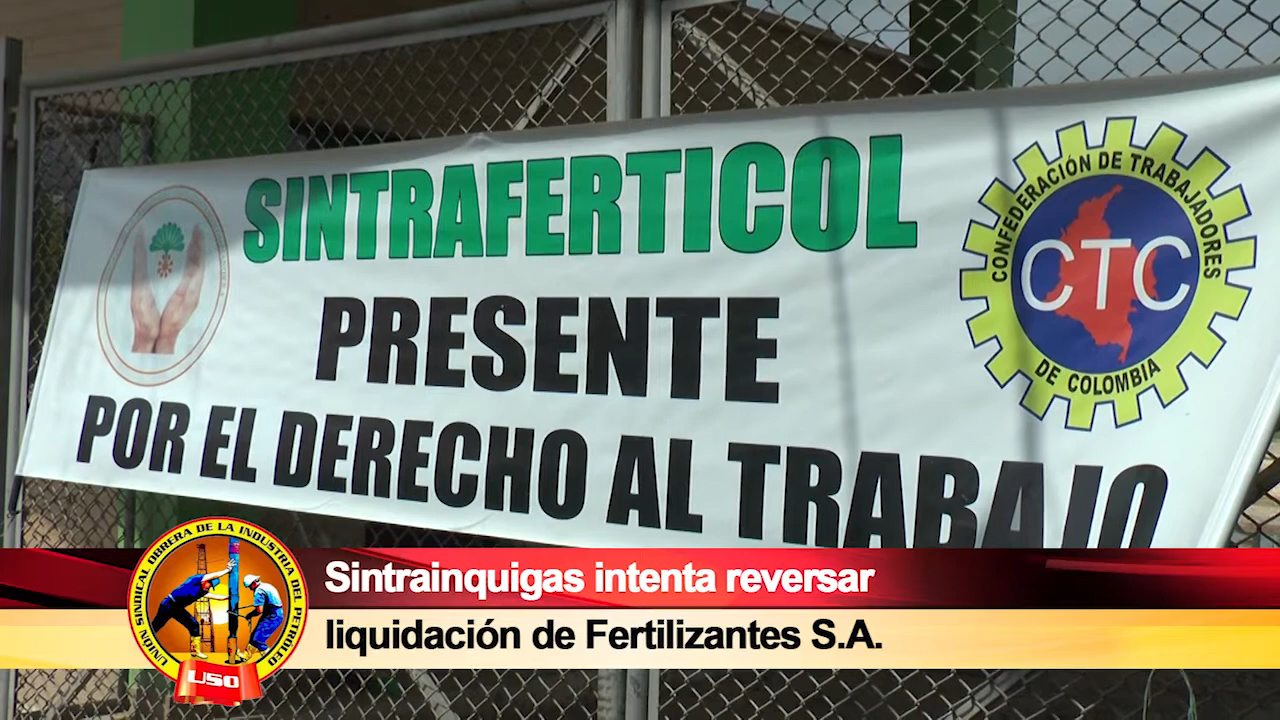 SINTRAFERTICOL
PRESENTE
POR EL DERECHO AL TRABAJO
CONFEDERACIÓN DE TRABAJADORES
CTC
DE COLOMBIA
Sintrainquigas intenta reversar
liquidación de Fertilizantes S.A.
UNIÓN SINDICAL OBRERA DE LA INDUSTRIA DEL PETROLEO
USO